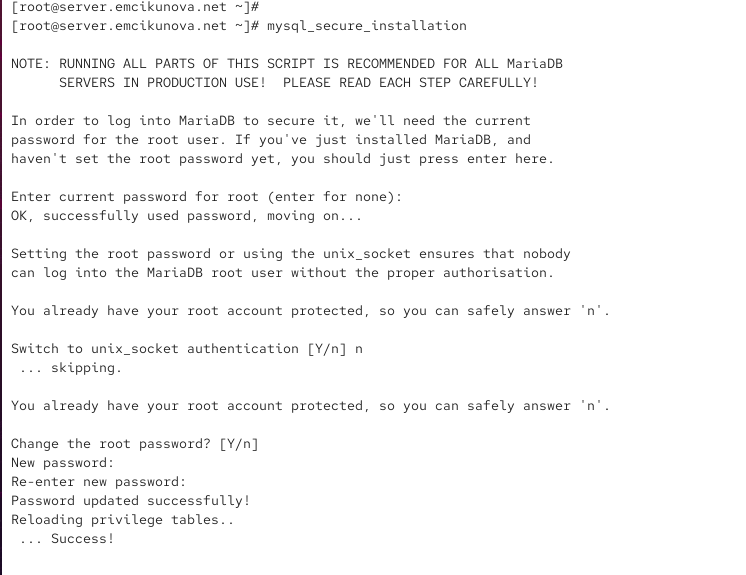 [root@server.emcikunova.net ~]#
[root@server.emcikunova.net ~]# mysql_secure_installation

NOTE: RUNNING ALL PARTS OF THIS SCRIPT IS RECOMMENDED FOR ALL MariaDB
      SERVERS IN PRODUCTION USE!  PLEASE READ EACH STEP CAREFULLY!

In order to log into MariaDB to secure it, we'll need the current
password for the root user. If you've just installed MariaDB, and
haven't set the root password yet, you should just press enter here.

Enter current password for root (enter for none):
OK, successfully used password, moving on...

Setting the root password or using the unix_socket ensures that nobody
can log into the MariaDB root user without the proper authorisation.

You already have your root account protected, so you can safely answer 'n'.

Switch to unix_socket authentication [Y/n] n
 ... skipping.

You already have your root account protected, so you can safely answer 'n'.

Change the root password? [Y/n]
New password:
Re-enter new password:
Password updated successfully!
Reloading privilege tables..
 ... Success!